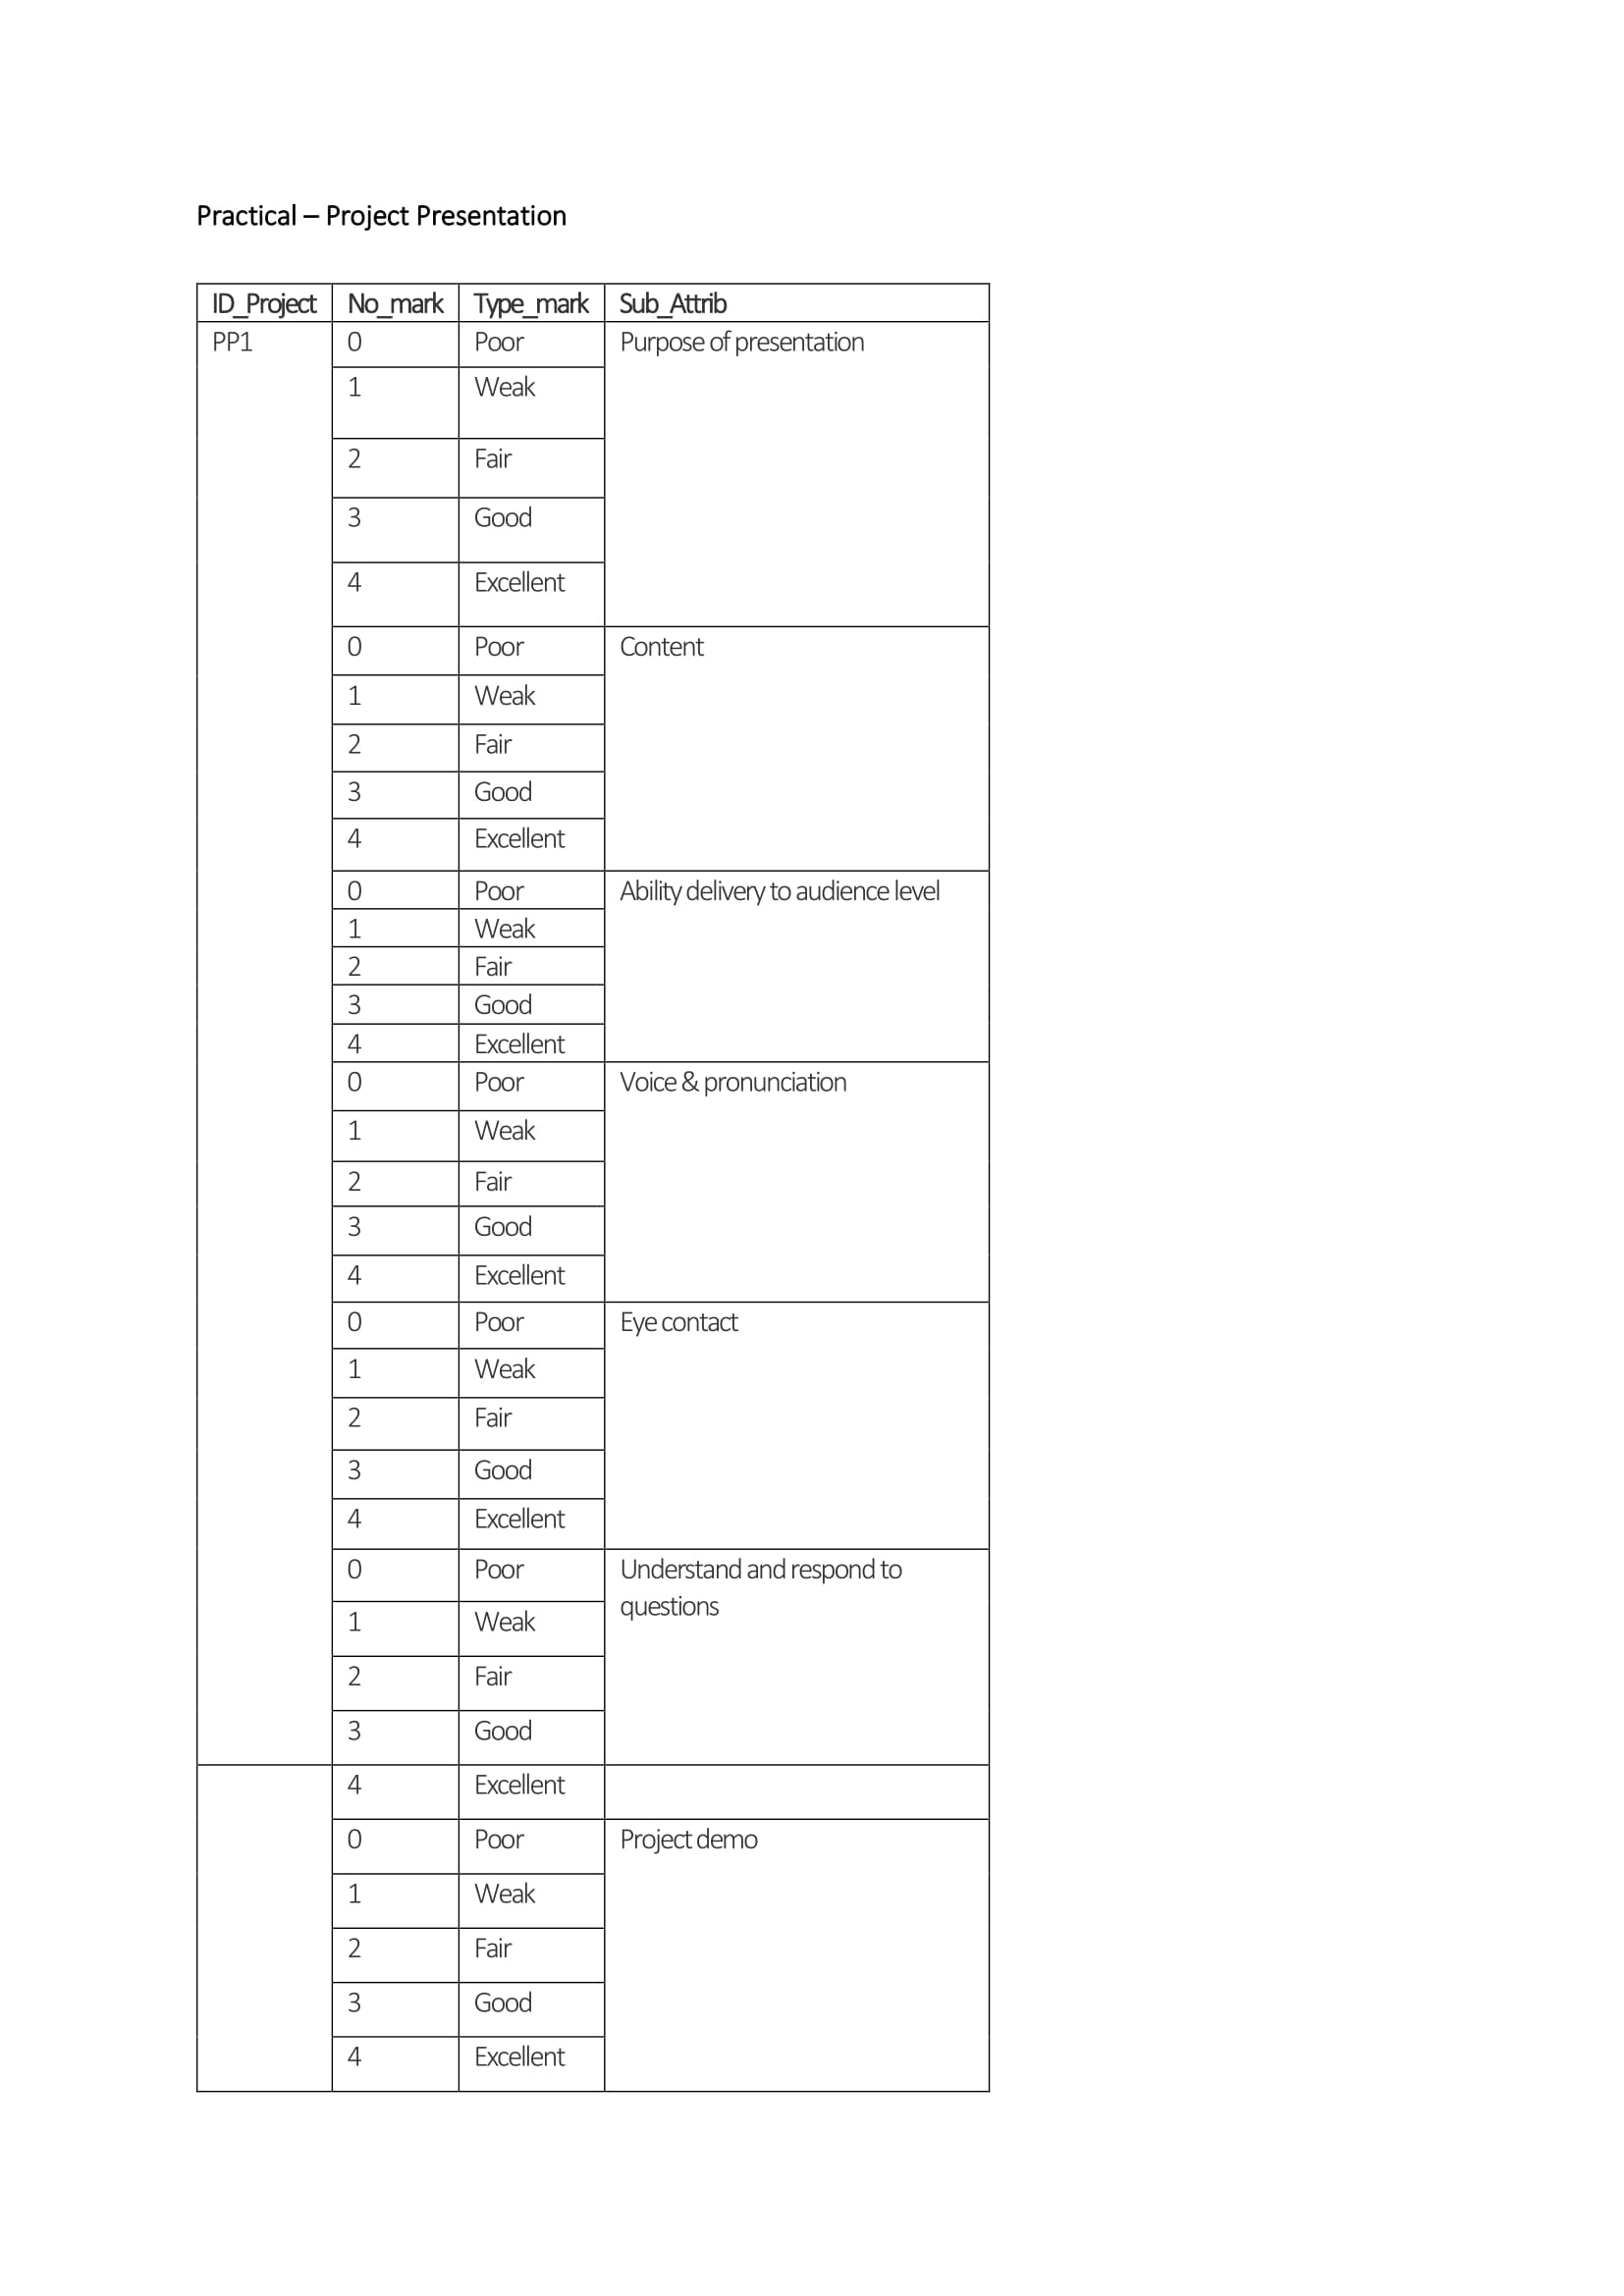 Practical – Project Presentation
ID_Project No_mark Type_mark Sub_Attrib
PP1 0 Poor Purpose of presentation
1 Weak
2 Fair
3 Good
4 Excellent
0 Poor Content
1 Weak
2 Fair
3 Good
4 Excellent
0 Poor Ability delivery to audience level
1 Weak
2 Fair
3 Good
4 Excellent
0 Poor Voice & pronunciation
1 Weak
2 Fair
3 Good
4 Excellent
0 Poor Eye contact
1 Weak
2 Fair
3 Good
4 Excellent
0 Poor Understand and respond to
questions
1 Weak
2 Fair
3 Good
4 Excellent
0 Poor Project demo
1 Weak
2 Fair
3 Good
4 Excellent